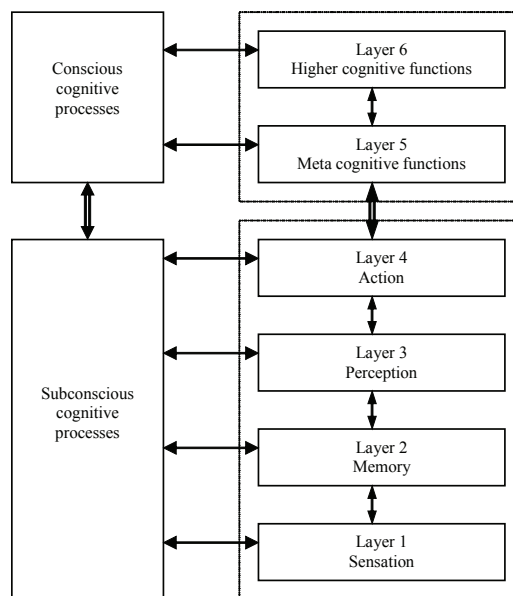 Conscious
cognitive
processes
Layer 6
Higher cognitive functions
Layer 5
Meta cognitive functions
Subconscious
cognitive
processes
Layer 4
Action
Layer 3
Perception
Layer 2
Memory
Layer 1
Sensation